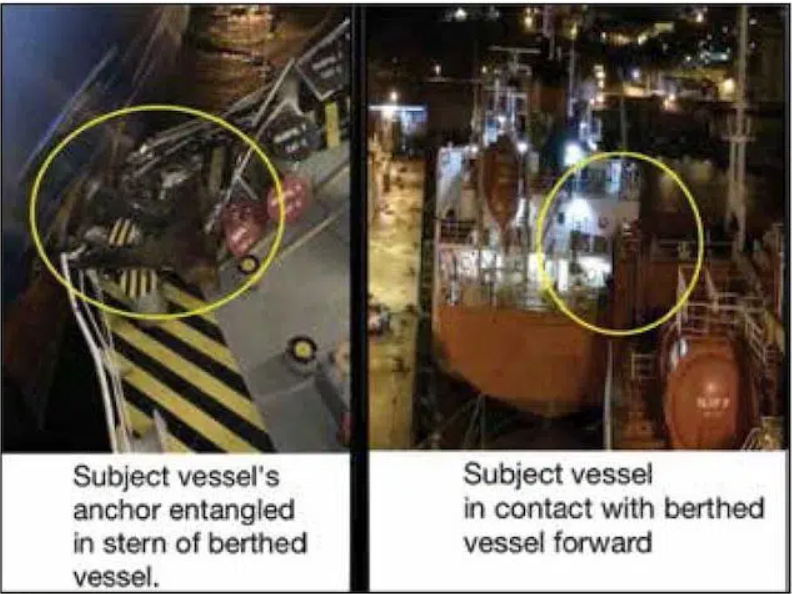 Subject vessel's
anchor entangled
in stern of berthed
vessel.
Subject vessel
in contact with berthed
vessel forward